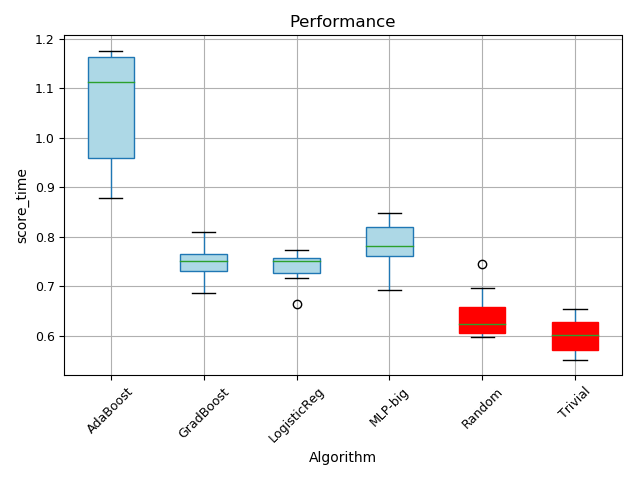 Performance
1.2
1.1
1.0
0.9
0.8
0.7
0.6
score_time
AdaBoost
GradBoost
LogisticReg
MLP-big
Random
Trivial
Algorithm